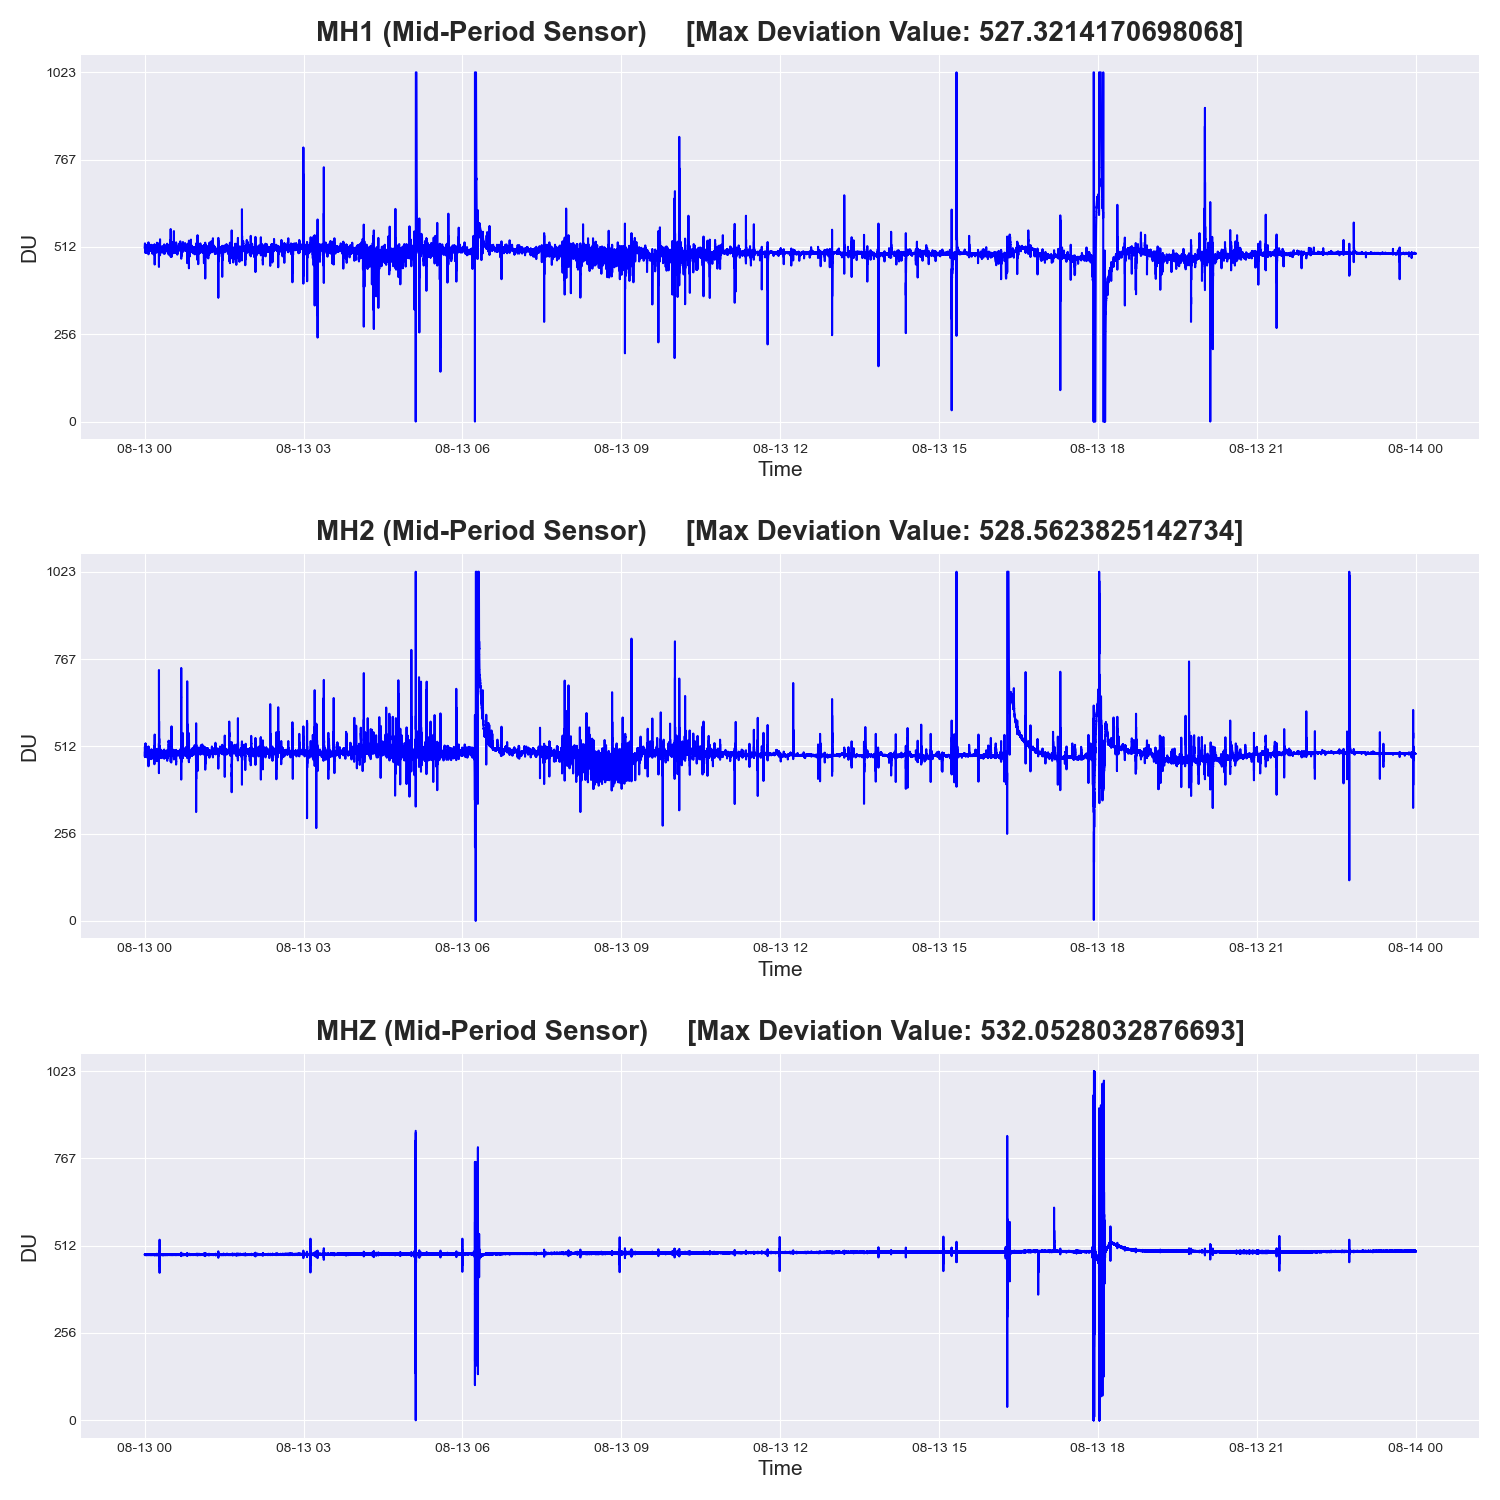 MH1 (Mid-Period Sensor) [Max Deviation Value: 527.3214170698068]
1023
767
512
256
0
DU
08-13 00 08-13 03 08-13 06 08-13 09 08-13 12 08-13 15 08-13 18 08-13 21 08-14 00
Time
MH2 (Mid-Period Sensor) [Max Deviation Value: 528.5623825142734]
1023
767
512
256
0
DU
08-13 00 08-13 03 08-13 06 08-13 09 08-13 12 08-13 15 08-13 18 08-13 21 08-14 00
Time
MHZ (Mid-Period Sensor) [Max Deviation Value: 532.0528032876693]
1023
767
512
256
0
DU
08-13 00 08-13 03 08-13 06 08-13 09 08-13 12 08-13 15 08-13 18 08-13 21 08-14 00
Time